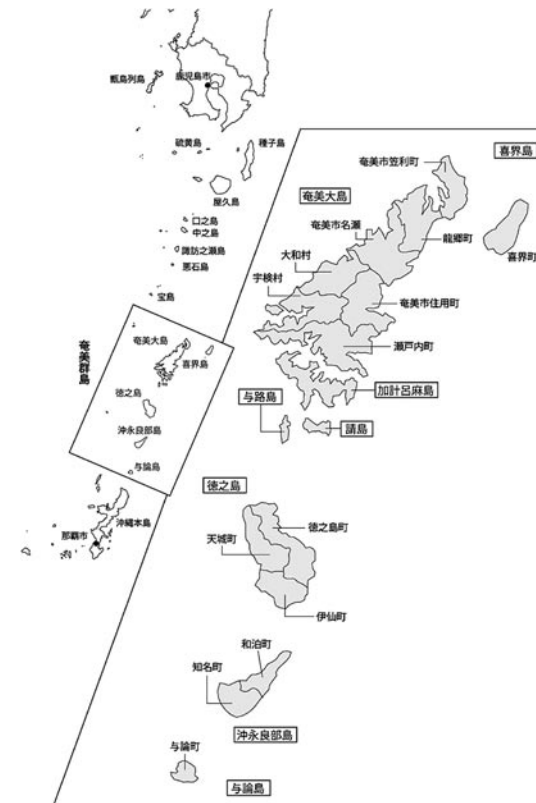 甑島列島
鹿児島市
硫黄島
種子島
屋久島
口之島
中之島
諏訪之瀬島
悪石島
宝島
奄美群島
奄美大島
喜界島
徳之島
沖永良部島
与論島
沖縄本島
那覇市
喜界島
奄美市笠利町
奄美大島
奄美市名瀬
龍郷町
大和村
喜界町
宇検村
奄美市住用町
瀬戸内町
加計呂麻島
与路島
請島
徳之島
徳之島町
天城町
伊仙町
和泊町
知名町
沖永良部島
与論町
与論島